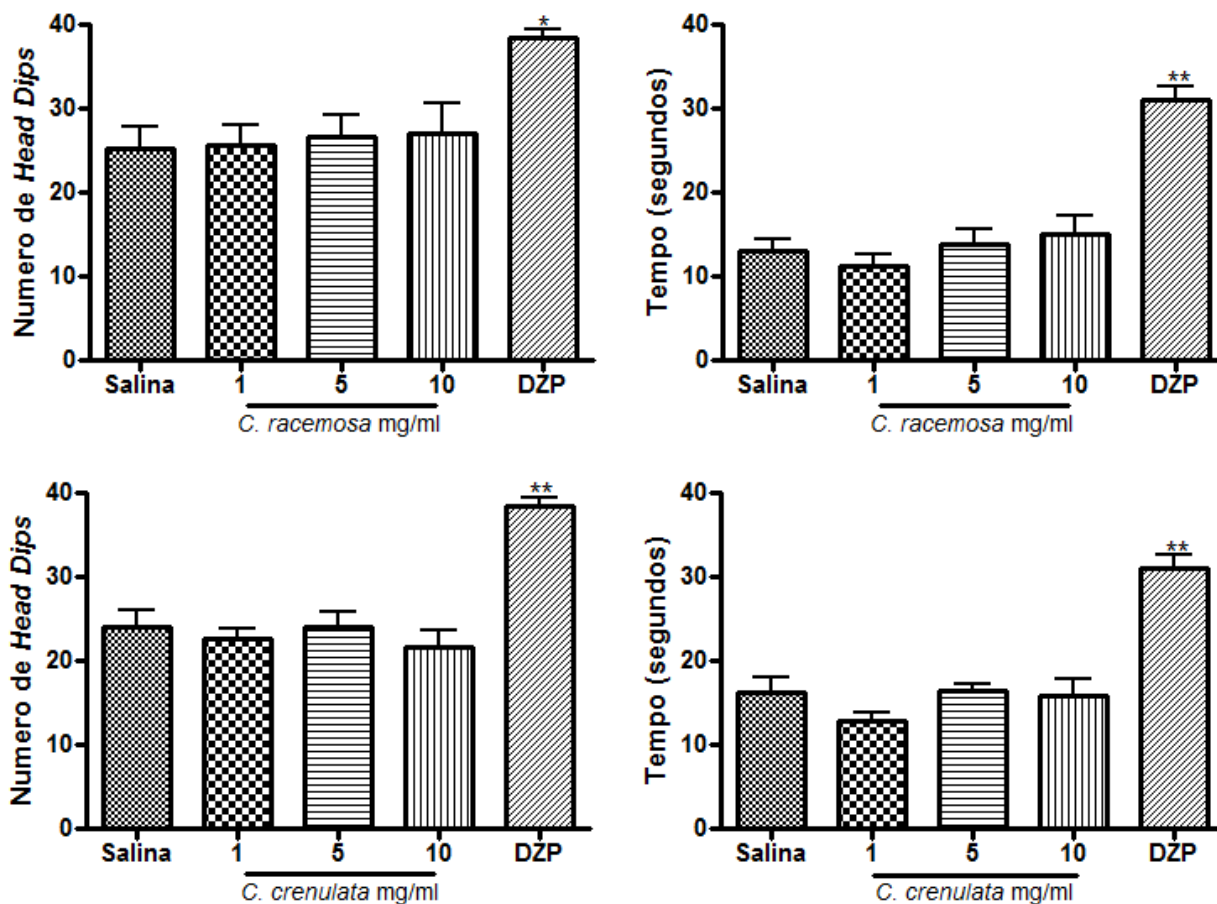 Numero de Head Dips
40
30
20
10
0
*
Salina 1 5 10 DZP
C. racemosa mg/ml
Tempo (segundos)
40
30
20
10
0
**
Salina 1 5 10 DZP
C. racemosa mg/ml
Numero de Head Dips
40
30
20
10
0
**
Salina 1 5 10 DZP
C. crenulata mg/ml
Tempo (segundos)
40
30
20
10
0
**
Salina 1 5 10 DZP
C. crenulata mg/ml